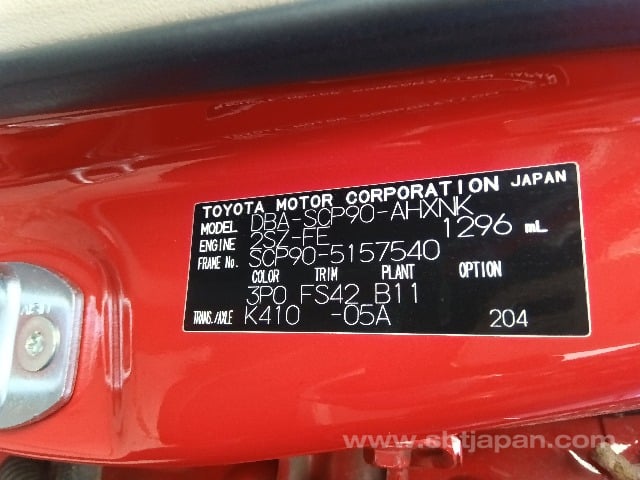 TOYOTA MOTOR CORPORATION JAPAN
MODEL DBA-SCP90-AHXNK
ENGINE 2SZ-FE 1296 mL
FRAME No. SCP90-5157540
COLOR TRIM PLANT OPTION
3P0 FS42 B11
TRANS./AXLE K410 -05A 204
www.sbtjapan.com